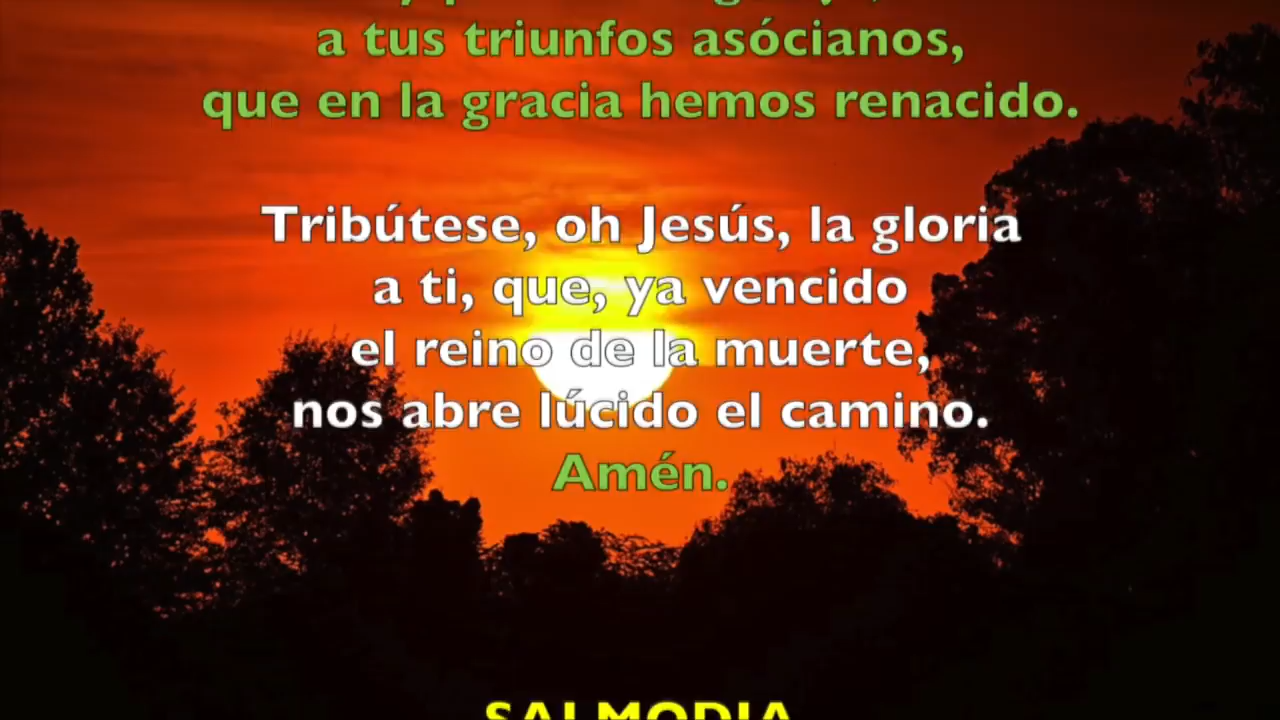 a tus triunfos asócianos,
que en la gracia hemos renacido.
Tribútese, oh Jesús, la gloria
a ti, que, ya vencido
el reino de la muerte,
nos abre lúcido el camino.
Amén.
SALMODIA